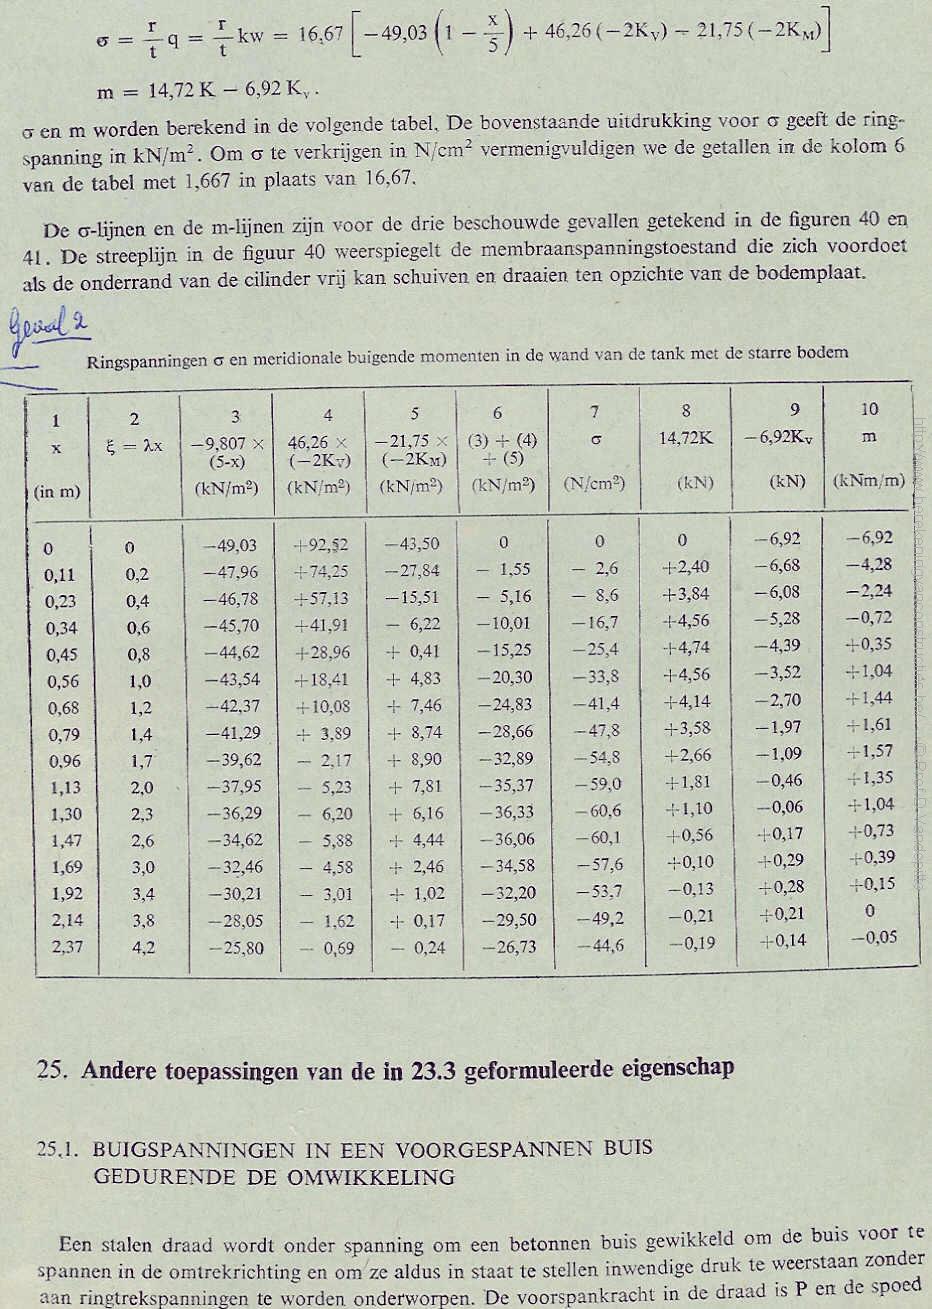 σ = r/t q = r/t kw = 16,67 [ −49,03 ( 1 − x/5 ) + 46,26 (−2Kv) − 21,75 (−2KM) ]
m = 14,72 K − 6,92 Kv .
σ en m worden berekend in de volgende tabel. De bovenstaande uitdrukking voor σ geeft de ring-
spanning in kN/m². Om σ te verkrijgen in N/cm² vermenigvuldigen we de getallen in de kolom 6
van de tabel met 1,667 in plaats van 16,67.
De σ-lijnen en de m-lijnen zijn voor de drie beschouwde gevallen getekend in de figuren 40 en
41. De streeplijn in de figuur 40 weerspiegelt de membraanspanningstoestand die zich voordoet
als de onderrand van de cilinder vrij kan schuiven en draaien ten opzichte van de bodemplaat.
Geval 2
Ringspanningen σ en meridionale buigende momenten in de wand van de tank met de starre bodem
1 2 3 4 5 6 7 8 9 10
x ξ = λx −9,807 × 46,26 × −21,75 × (3) + (4) σ 14,72K −6,92Kv m
(5-x) (−2Kv) (−2KM) + (5)
(in m) (kN/m²) (kN/m²) (kN/m²) (kN/m²) (N/cm²) (kN) (kN) (kNm/m)
0 0 −49,03 +92,52 −43,50 0 0 0 −6,92 −6,92
0,11 0,2 −47,96 +74,25 −27,84 − 1,55 − 2,6 +2,40 −6,68 −4,28
0,23 0,4 −46,78 +57,13 −15,51 − 5,16 − 8,6 +3,84 −6,08 −2,24
0,34 0,6 −45,70 +41,91 − 6,22 −10,01 −16,7 +4,56 −5,28 −0,72
0,45 0,8 −44,62 +28,96 + 0,41 −15,25 −25,4 +4,74 −4,39 +0,35
0,56 1,0 −43,54 +18,41 + 4,83 −20,30 −33,8 +4,56 −3,52 +1,04
0,68 1,2 −42,37 +10,08 + 7,46 −24,83 −41,4 +4,14 −2,70 +1,44
0,79 1,4 −41,29 + 3,89 + 8,74 −28,66 −47,8 +3,58 −1,97 +1,61
0,96 1,7 −39,62 − 2,17 + 8,90 −32,89 −54,8 +2,66 −1,09 +1,57
1,13 2,0 −37,95 − 5,23 + 7,81 −35,37 −59,0 +1,81 −0,46 +1,35
1,30 2,3 −36,29 − 6,20 + 6,16 −36,33 −60,6 +1,10 −0,06 +1,04
1,47 2,6 −34,62 − 5,88 + 4,44 −36,06 −60,1 +0,56 +0,17 +0,73
1,69 3,0 −32,46 − 4,58 + 2,46 −34,58 −57,6 +0,10 +0,29 +0,39
1,92 3,4 −30,21 − 3,01 + 1,02 −32,20 −53,7 −0,13 +0,28 +0,15
2,14 3,8 −28,05 − 1,62 + 0,17 −29,50 −49,2 −0,21 +0,21 0
2,37 4,2 −25,80 − 0,69 − 0,24 −26,73 −44,6 −0,19 +0,14 −0,05
25. Andere toepassingen van de in 23.3 geformuleerde eigenschap
25.1. BUIGSPANNINGEN IN EEN VOORGESPANNEN BUIS
GEDURENDE DE OMWIKKELING
Een stalen draad wordt onder spanning om een betonnen buis gewikkeld om de buis voor te
spannen in de omtrekrichting en om ze aldus in staat te stellen inwendige druk te weerstaan zonder
aan ringtrekspanningen te worden onderworpen. De voorspankracht in de draad is P en de spoed